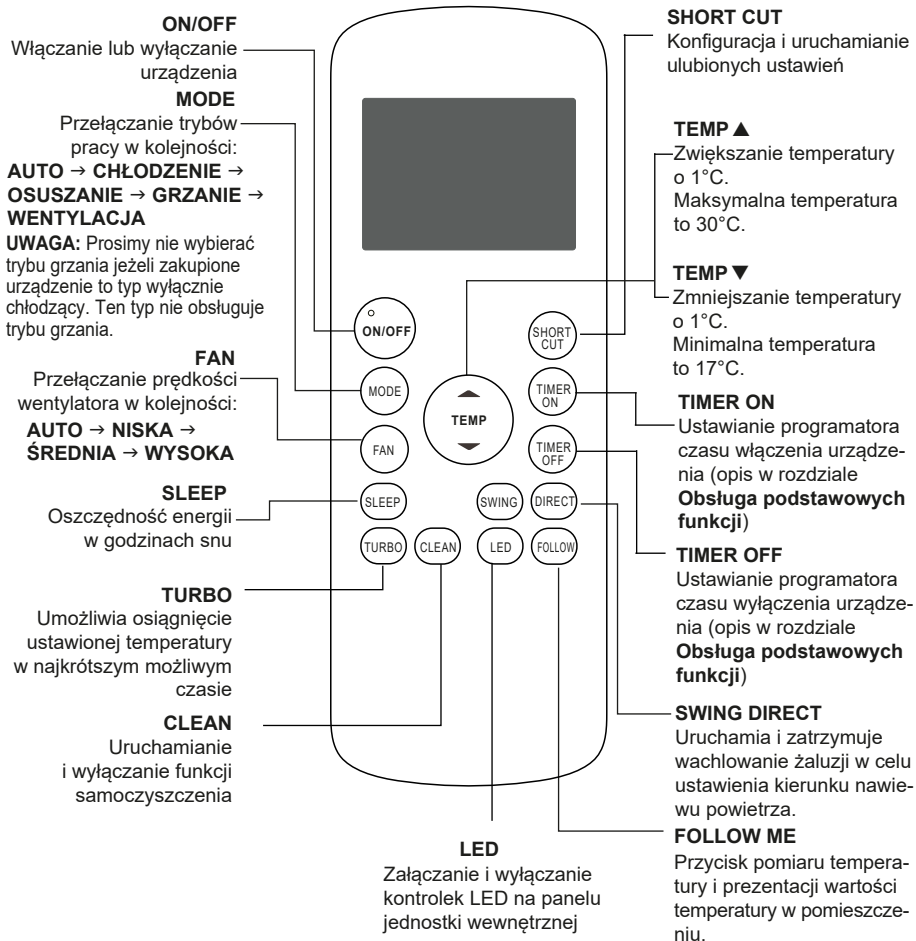 ON/OFF
Włączanie lub wyłączanie
urządzenia
MODE
Przełączanie trybów
pracy w kolejności:
AUTO → CHŁODZENIE →
OSUSZANIE → GRZANIE →
WENTYLACJA
UWAGA: Prosimy nie wybierać
trybu grzania jeżeli zakupione
urządzenie to typ wyłącznie
chłodzący. Ten typ nie obsługuje
trybu grzania.
FAN
Przełączanie prędkości
wentylatora w kolejności:
AUTO → NISKA →
ŚREDNIA → WYSOKA
SLEEP
Oszczędność energii
w godzinach snu
TURBO
Umożliwia osiągnięcie
ustawionej temperatury
w najkrótszym możliwym
czasie
CLEAN
Uruchamianie
i wyłączanie funkcji
samoczyszczenia
ON/OFF
SHORT
CUT
MODE
TEMP
TIMER
ON
FAN
TIMER
OFF
SLEEP
SWING
DIRECT
TURBO
CLEAN
LED
FOLLOW
LED
Załączanie i wyłączanie
kontrolek LED na panelu
jednostki wewnętrznej
SHORT CUT
Konfiguracja i uruchamianie
ulubionych ustawień
TEMP▲
Zwiększanie temperatury
o 1°C.
Maksymalna temperatura
to 30°C.
TEMP▼
Zmniejszanie temperatury
o 1°C.
Minimalna temperatura
to 17°C.
TIMER ON
Ustawianie programatora
czasu włączenia urządze-
nia (opis w rozdziale
Obsługa podstawowych
funkcji)
TIMER OFF
Ustawianie programatora
czasu wyłączenia urządze-
nia (opis w rozdziale
Obsługa podstawowych
funkcji)
SWING DIRECT
Uruchamia i zatrzymuje
wachlowanie żaluzji w celu
ustawienia kierunku nawie-
wu powietrza.
FOLLOW ME
Przycisk pomiaru tempera-
tury i prezentacji wartości
temperatury w pomieszcze-
niu.